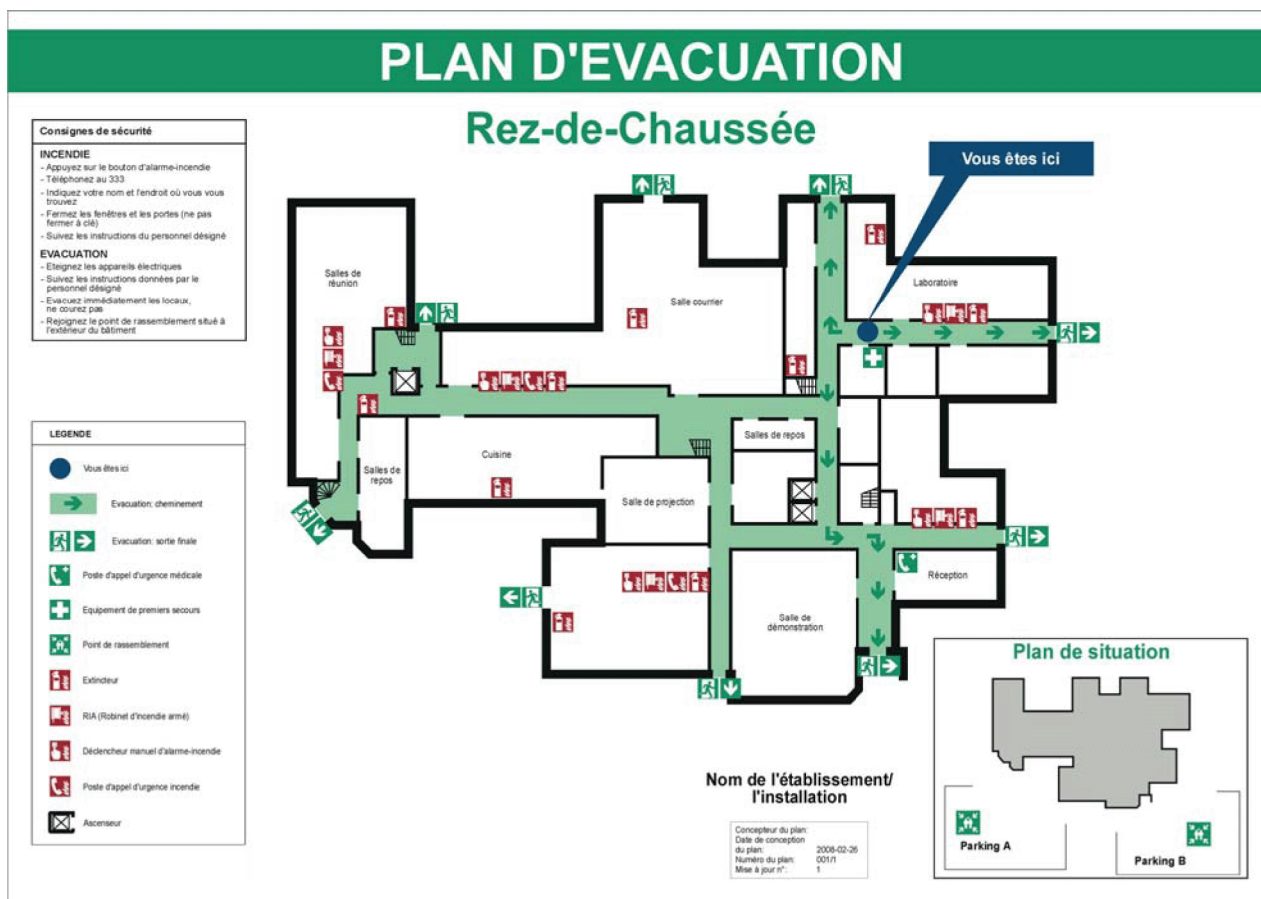 PLAN D'EVACUATION
Rez-de-Chaussée
Consignes de sécurité
INCENDIE
- Appuyez sur le bouton d'alarme-incendie
- Téléphonez au 333
- Indiquez votre nom et l'endroit où vous vous
trouvez
- Fermez les fenêtres et les portes (ne pas
fermer à clè)
- Suivez les instructions du personnel désigné
EVACUATION
- Eteignez les appareils électriques
- Suivez les instructions données par le
personnel désigné
- Evacuez immédiatement les locaux,
ne courez pas
- Rejoignez le point de rassemblement situé à
l'extérieur du bâtiment
Vous êtes ici
Salles de
réunion
Salle courrier
Laboratoire
Salles de repos
Cuisine
Salles de
repos
Salle de projection
Réception
Salle de
démonstration
LEGENDE
Vous êtes ici
Evacuation: cheminement
Evacuation: sortie finale
Poste d'appel d'urgence médicale
Equipement de premiers secours
Point de rassemblement
Extincteur
RIA (Robinet d'incendie armé)
Déclencheur manuel d'alarme-incendie
Poste d'appel d'urgence incendie
Ascenseur
Nom de l'établissement/
l'installation
Concepteur du plan:
Date de conception
du plan: 2008-02-26
Numéro du plan: 001/1
Mise à jour n°: 1
Plan de situation
Parking A
Parking B